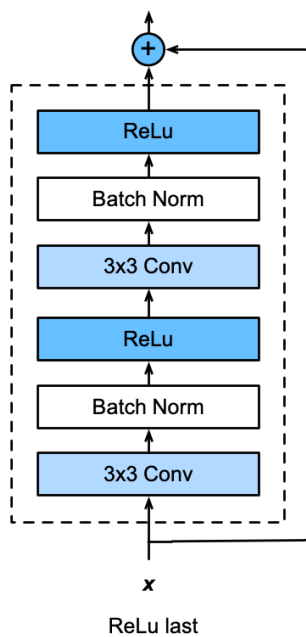 +
ReLu
Batch Norm
3x3 Conv
ReLu
Batch Norm
3x3 Conv
x
ReLu last